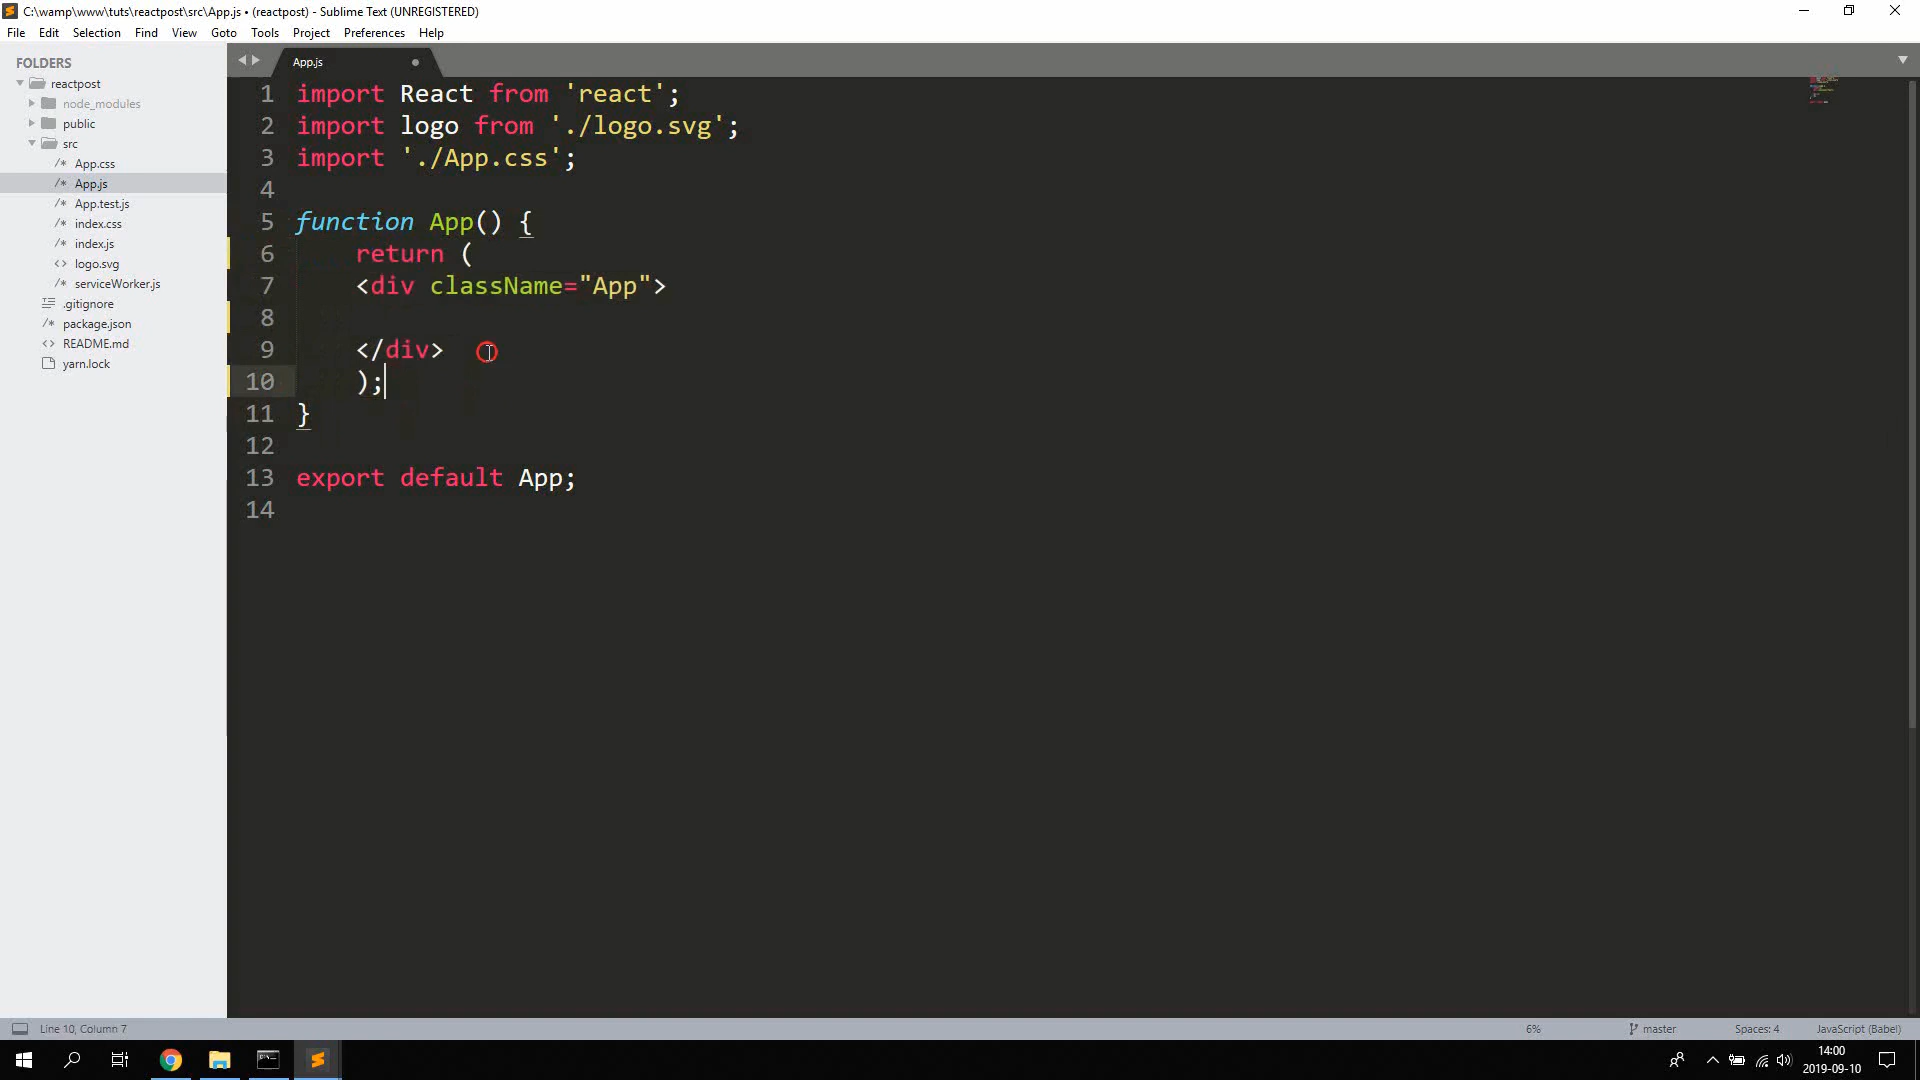 C:\wamp\www\tuts\reactpost\src\App.js • (reactpost) - Sublime Text (UNREGISTERED)
File Edit Selection Find View Goto Tools Project Preferences Help
FOLDERS
reactpost
node_modules
public
src
/* App.css
/* App.js
/* App.test.js
/* index.css
/* index.js
<> logo.svg
/* serviceWorker.js
.gitignore
/* package.json
<> README.md
yarn.lock
App.js
1 import React from 'react';
2 import logo from './logo.svg';
3 import './App.css';
4
5 function App() {
6 return (
7 <div className="App">
8
9 </div>
10 );
11 }
12
13 export default App;
14
Line 10, Column 7
6%
master
Spaces: 4
JavaScript (Babel)
14:00
2019-09-10